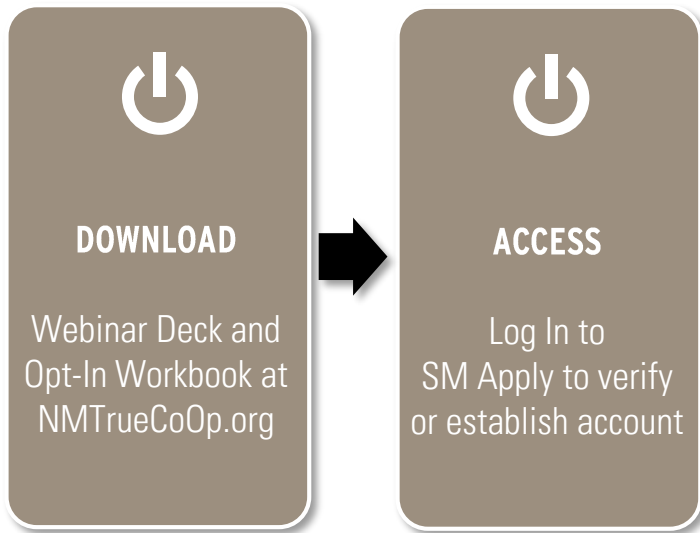 DOWNLOAD
Webinar Deck and
Opt-In Workbook at
NMTrueCoOp.org
ACCESS
Log In to
SM Apply to verify
or establish account